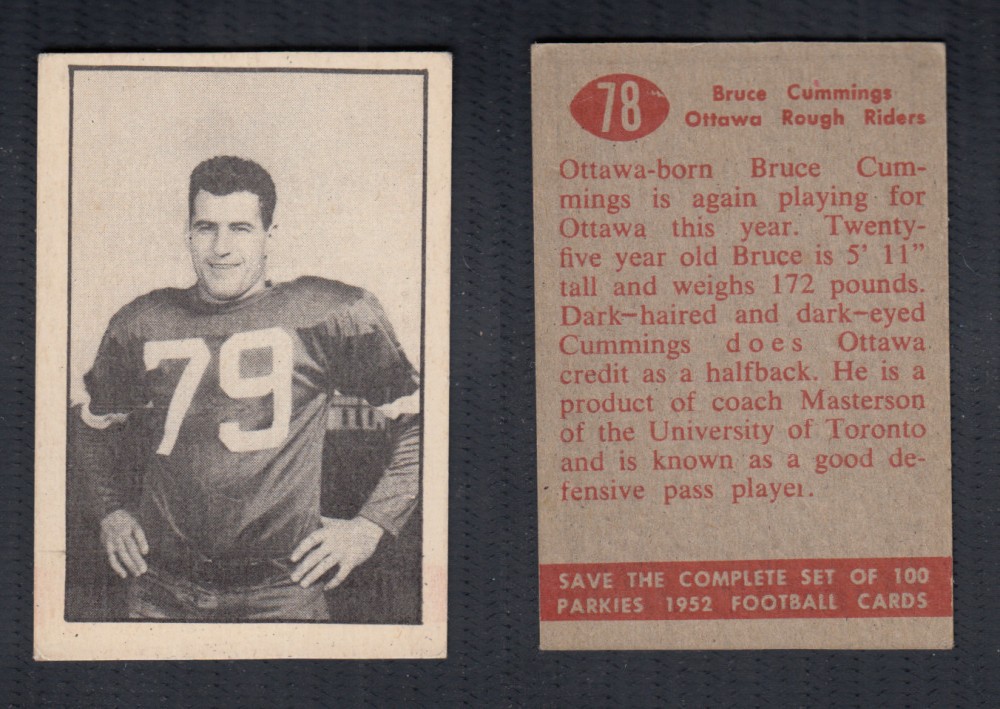 79
78
Bruce Cummings
Ottawa Rough Riders
Ottawa-born Bruce Cum-
mings is again playing for
Ottawa this year. Twenty-
five year old Bruce is 5’ 11”
tall and weighs 172 pounds.
Dark-haired and dark-eyed
Cummings does Ottawa
credit as a halfback. He is a
product of coach Masterson
of the University of Toronto
and is known as a good de-
fensive pass player.
SAVE THE COMPLETE SET OF 100
PARKIES 1952 FOOTBALL CARDS